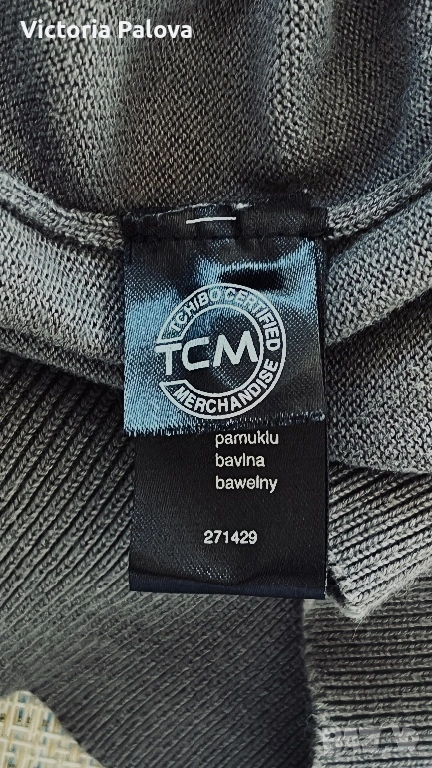 Victoria Palova
TCHIBO CERTIFIED
TCM
MERCHANDISE
pamuklu
bavlna
bawełny
271429